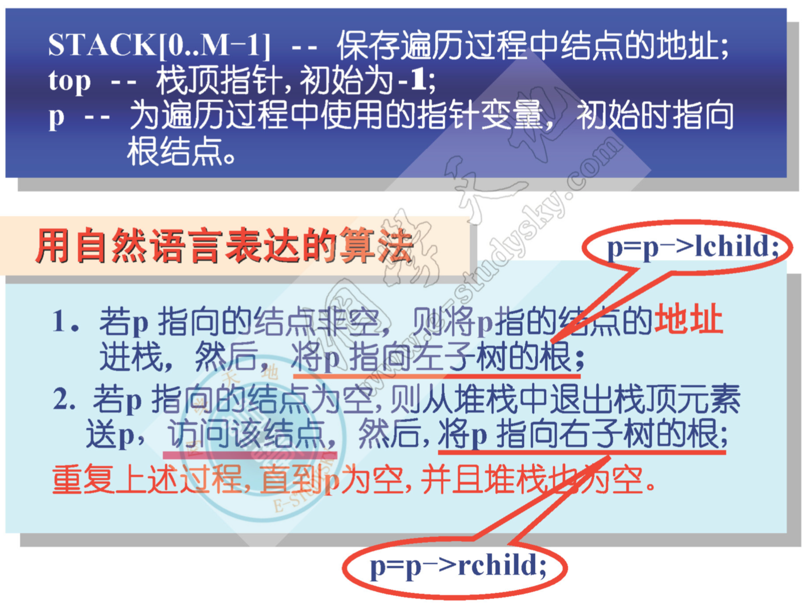 STACK[0..M-1] -- 保存遍历过程中结点的地址;
top -- 栈顶指针,初始为-1;
p -- 为遍历过程中使用的指针变量，初始时指向
根结点。
用自然语言表达的算法
p=p->lchild;
1. 若p 指向的结点非空，则将p指的结点的地址
进栈，然后，将p 指向左子树的根；
2. 若p 指向的结点为空,则从堆栈中退出栈顶元素
送p，访问该结点，然后,将p 指向右子树的根;
重复上述过程,直到p为空,并且堆栈也为空。
p=p->rchild;
网学天地
www.e-studysky.com